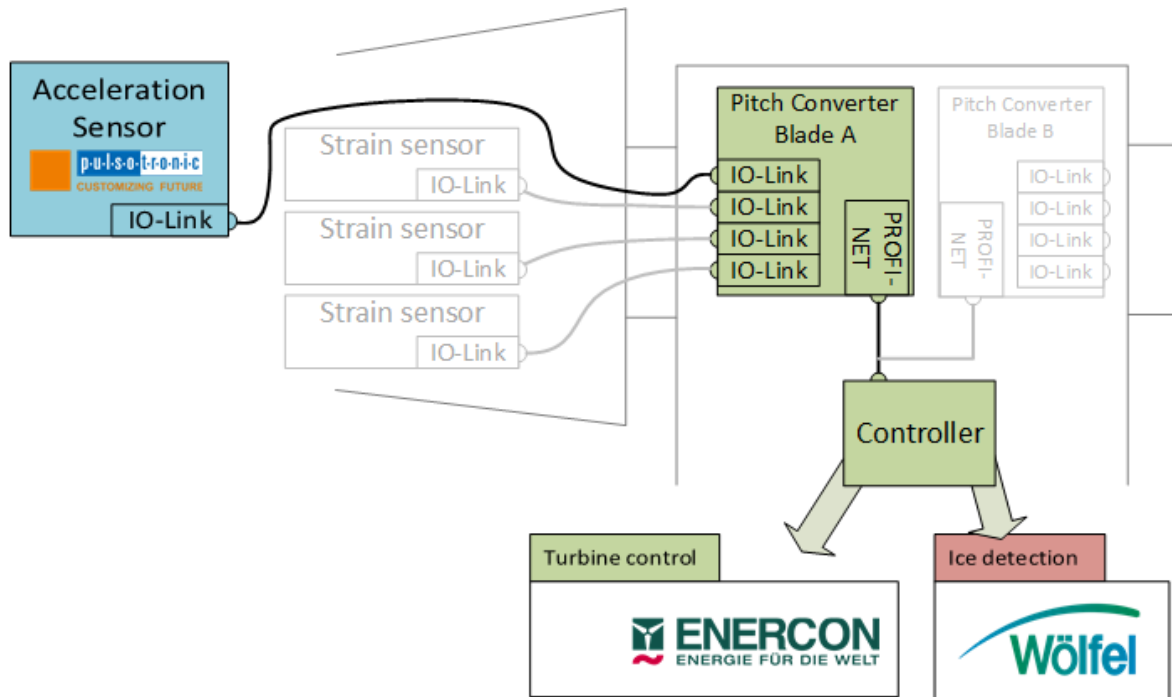 Acceleration
Sensor
p·u·l·s·o·t·r·o·n·i·c
CUSTOMIZING FUTURE
IO-Link
Strain sensor
IO-Link
Strain sensor
IO-Link
Strain sensor
IO-Link
Pitch Converter
Blade A
IO-Link
IO-Link
IO-Link
IO-Link
PROFI-
NET
Pitch Converter
Blade B
IO-Link
IO-Link
IO-Link
IO-Link
PROFI-
NET
Controller
Turbine control
ENERCON
ENERGIE FÜR DIE WELT
Ice detection
Wölfel